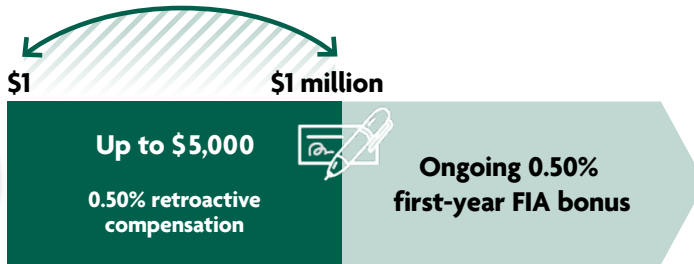 $1
$1 million
Up to $5,000
0.50% retroactive
compensation
Ongoing 0.50%
first-year FIA bonus